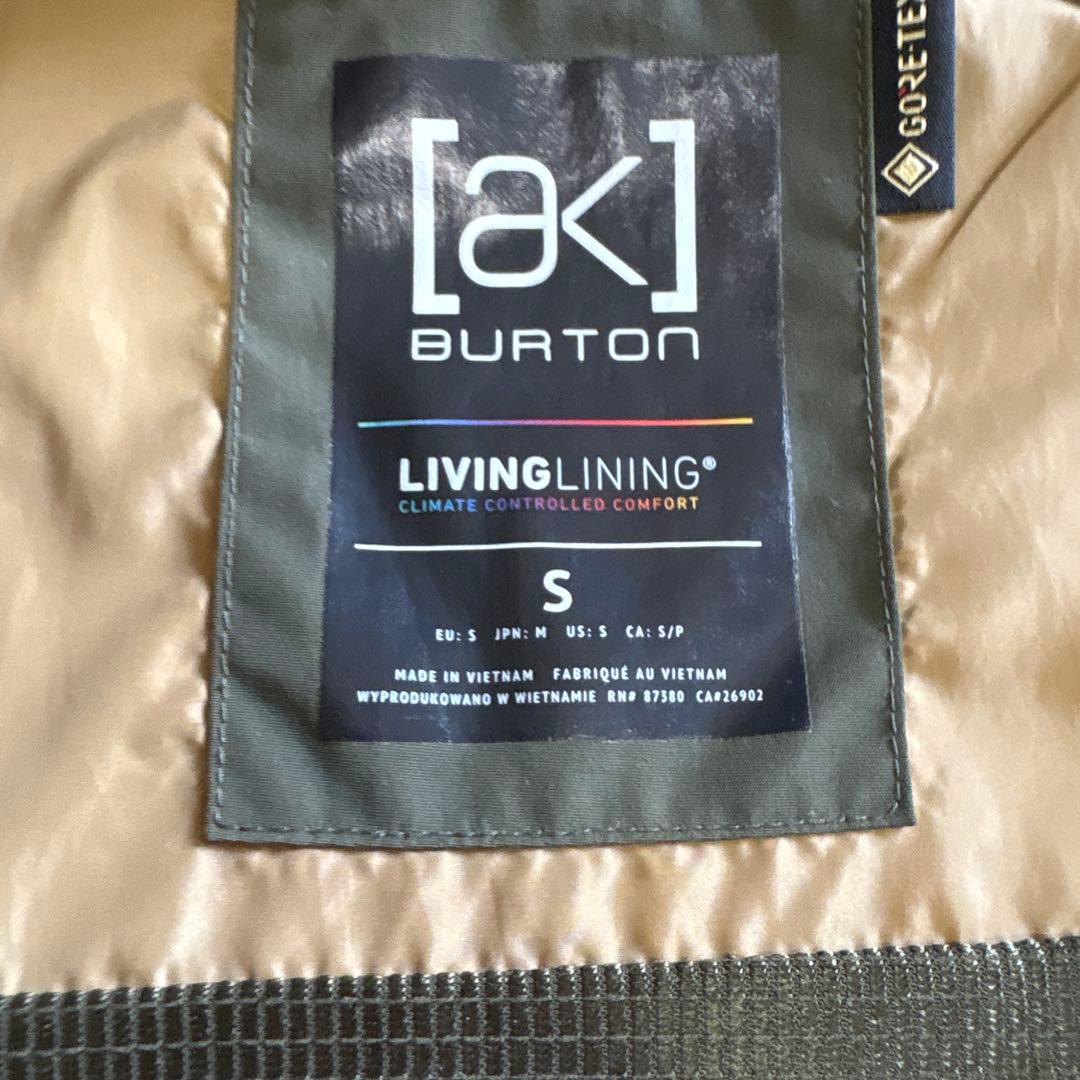 [ak]
BURTON
LIVINGLINING®
CLIMATE CONTROLLED COMFORT
S
EU: S JPN: M US: S CA: S/P
MADE IN VIETNAM FABRIQUÉ AU VIETNAM
WYPRODUKOWANO W WIETNAMIE RN# 87380 CA#26902
GORE-TEX